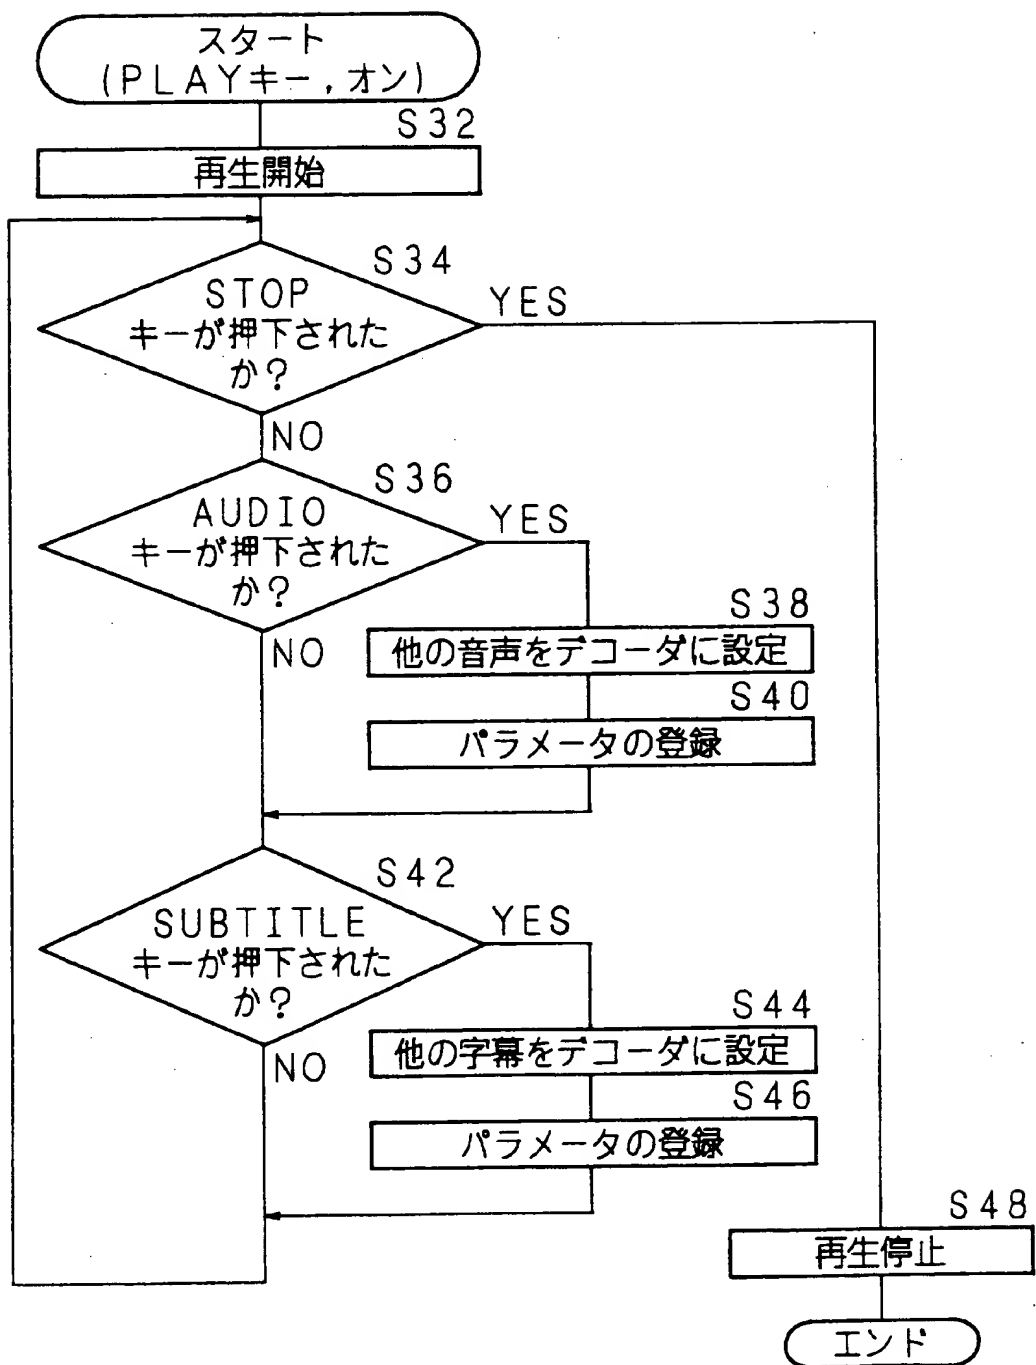 スタート
(PLAYキー,オン)
S32
再生開始
S34
STOP
キーが押下された
か?
YES
NO
S36
AUDIO
キーが押下された
か?
YES
NO
S38
他の音声をデコーダに設定
S40
パラメータの登録
S42
SUBTITLE
キーが押下された
か?
YES
NO
S44
他の字幕をデコーダに設定
S46
パラメータの登録
S48
再生停止
エンド